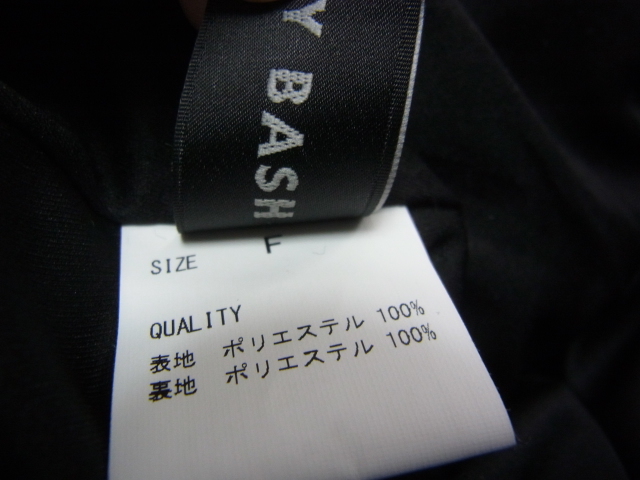 Y BASH
SIZE F
QUALITY
表地 ポリエステル 100%
裏地 ポリエステル 100%